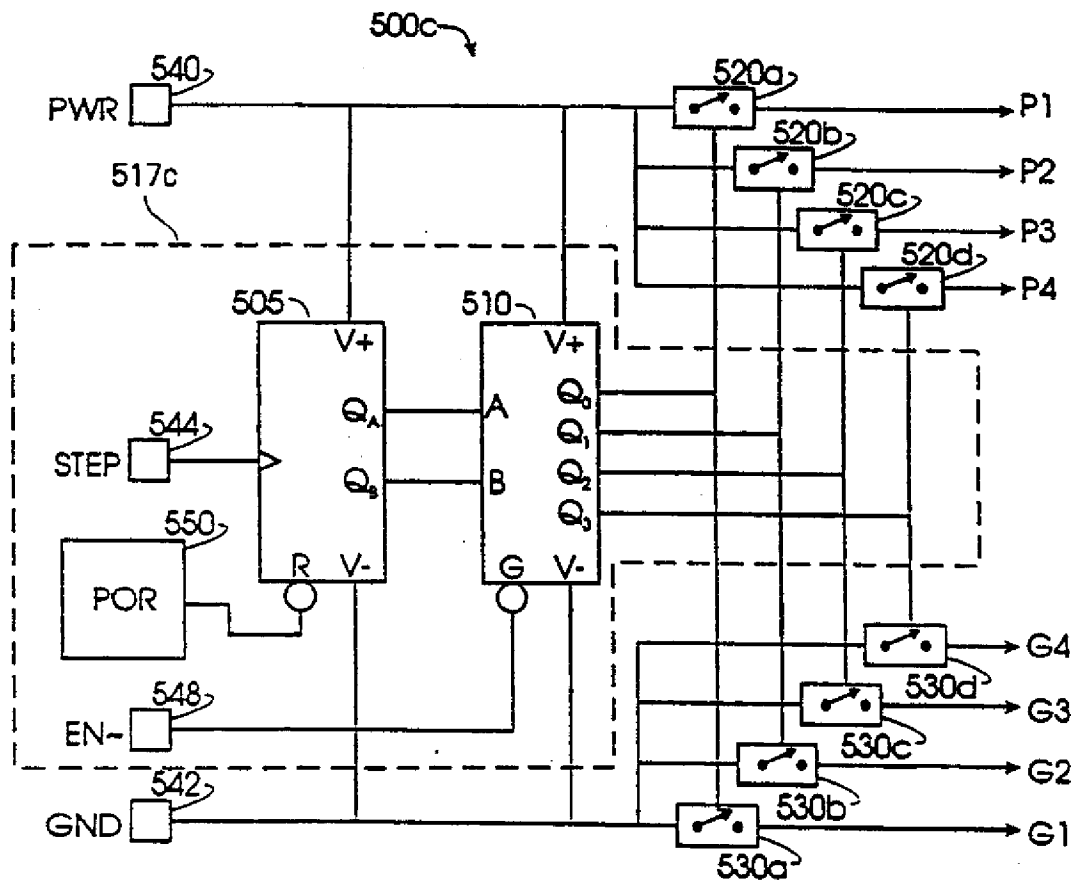 500c
540
PWR
520a
P1
520b
P2
517c
520c
P3
520d
P4
505
510
V+
V+
Q0
QA
A
Q1
544
STEP
QB
B
Q2
Q3
550
POR
R
V-
G
V-
G4
530d
548
EN~
G3
530c
G2
542
530b
GND
G1
530a